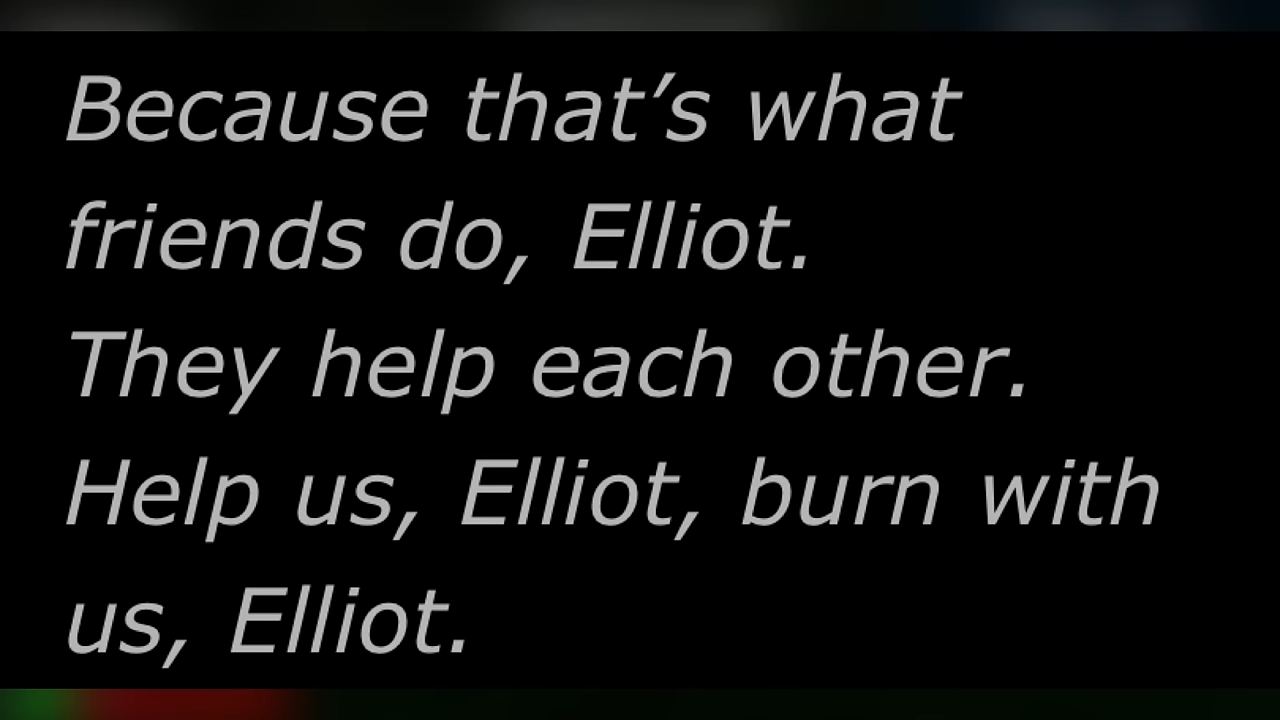 Because that’s what
friends do, Elliot.
They help each other.
Help us, Elliot, burn with
us, Elliot.